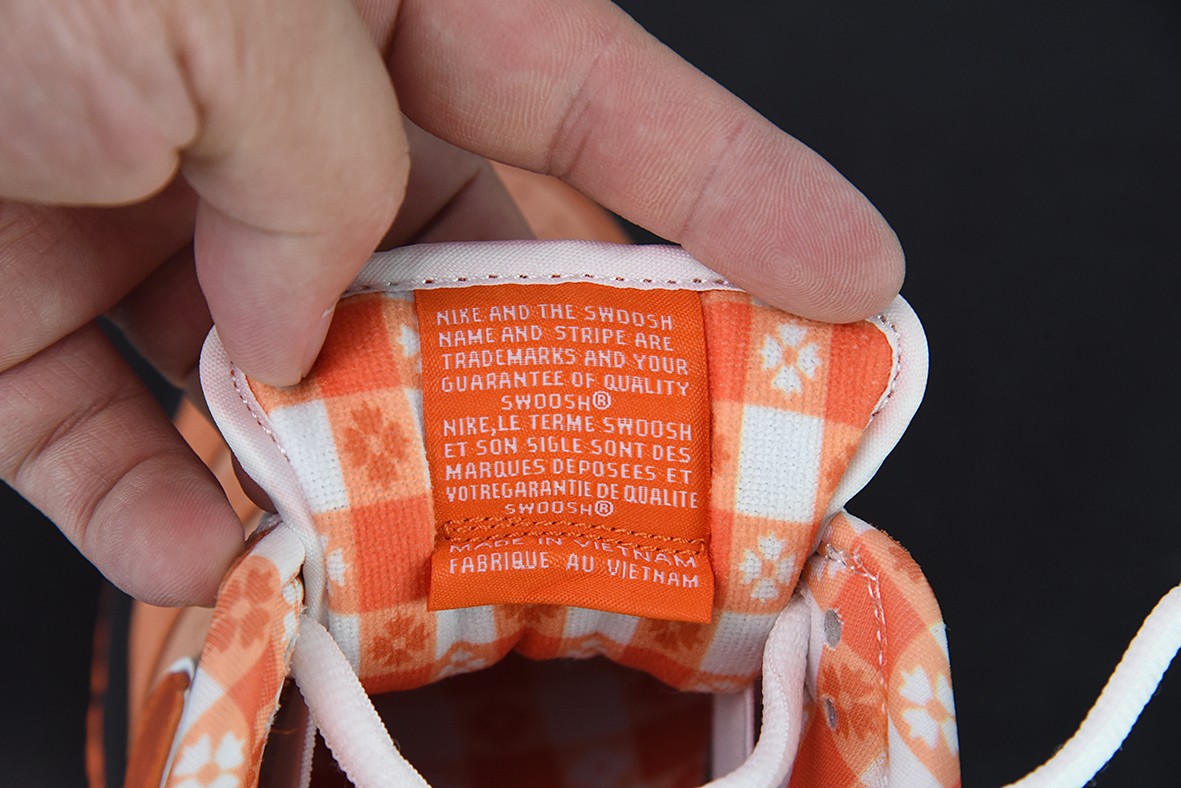 NIKE AND THE SWOOSH
NAME AND STRIPE ARE
TRADEMARKS AND YOUR
GUARANTEE OF QUALITY
SWOOSH®
NIKE,LE TERME SWOOSH
ET SON SIGLE SONT DES
MARQUES DEPOSEES ET
VOTREGARANTIE DE QUALITE
SWOOSH®
MADE IN VIETNAM
FABRIQUE AU VIETNAM